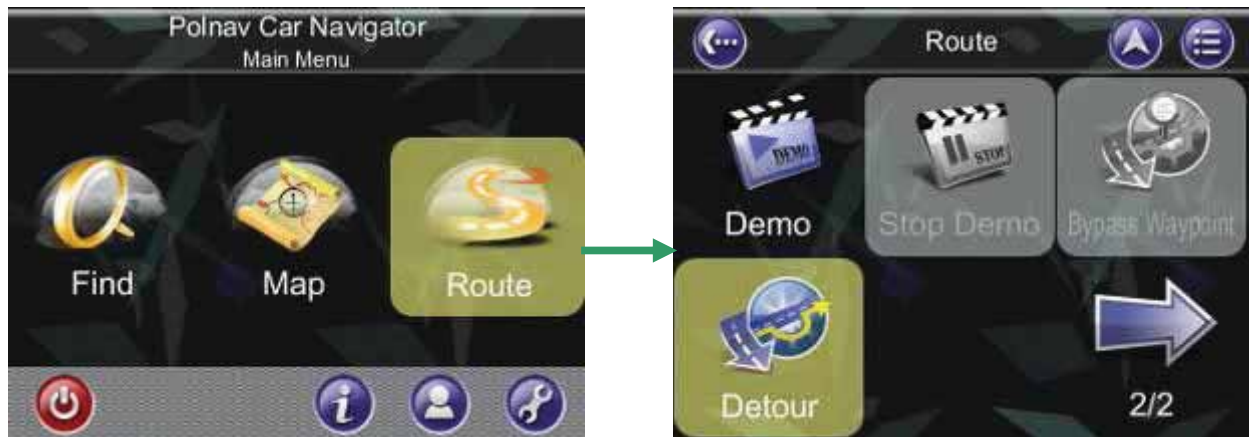 Polnav Car Navigator
Main Menu
Find
Map
Route
i
Route
DEMO
STOP
Demo
Stop Demo
Bypass Waypoint
Detour
2/2